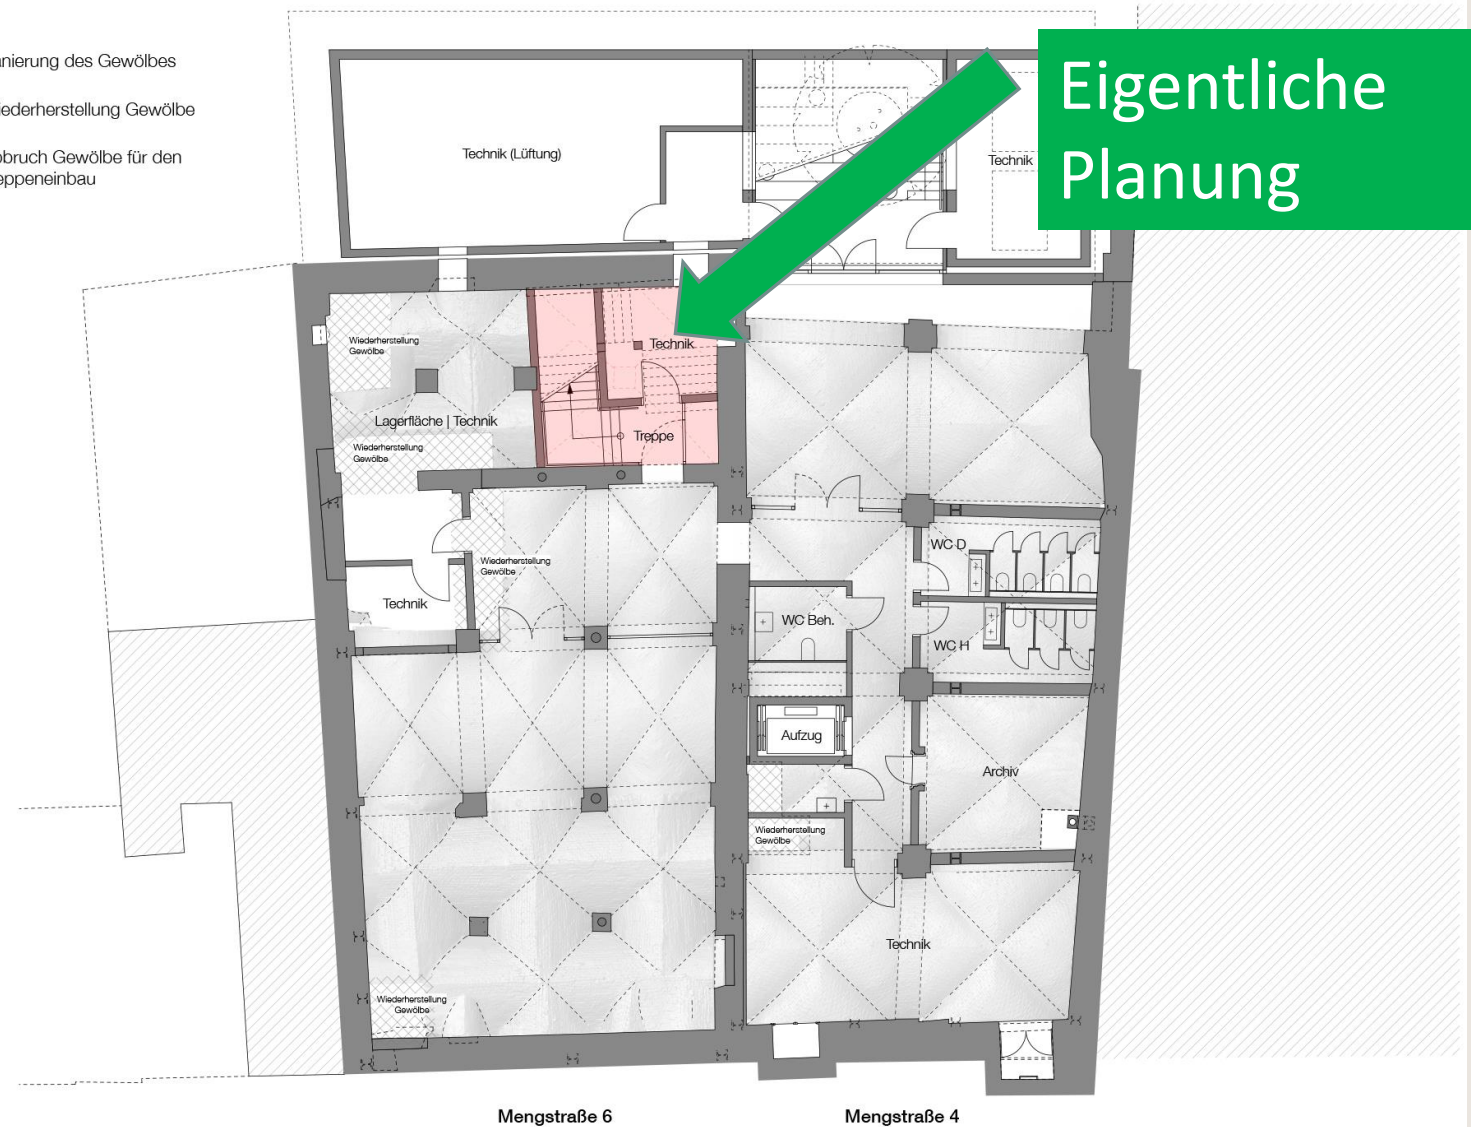 anierung des Gewölbes
iederherstellung Gewölbe
bbruch Gewölbe für den
eppeneinbau
Eigentliche
Planung
Technik (Lüftung)
Technik
Wiederherstellung
Gewölbe
Technik
Lagerfläche | Technik
Treppe
Wiederherstellung
Gewölbe
WC D
Wiederherstellung
Gewölbe
Technik
WC Beh.
WC H
Aufzug
Archiv
Wiederherstellung
Gewölbe
Technik
Wiederherstellung
Gewölbe
Mengstraße 6
Mengstraße 4